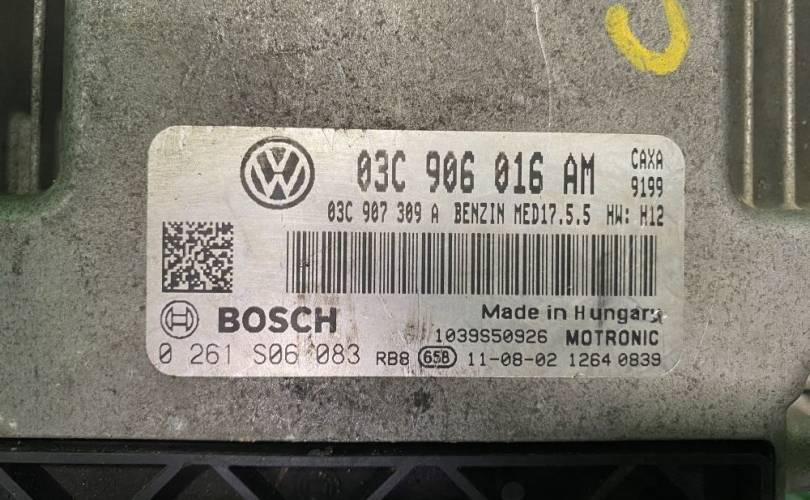 03C 906 016 AM CAXA
9199
03C 907 309 A BENZIN MED17.5.5 HW: H12
BOSCH Made in Hungary
1039S50926 MOTRONIC
0 261 S06 083 RB8 658 11-08-02 1264 0839